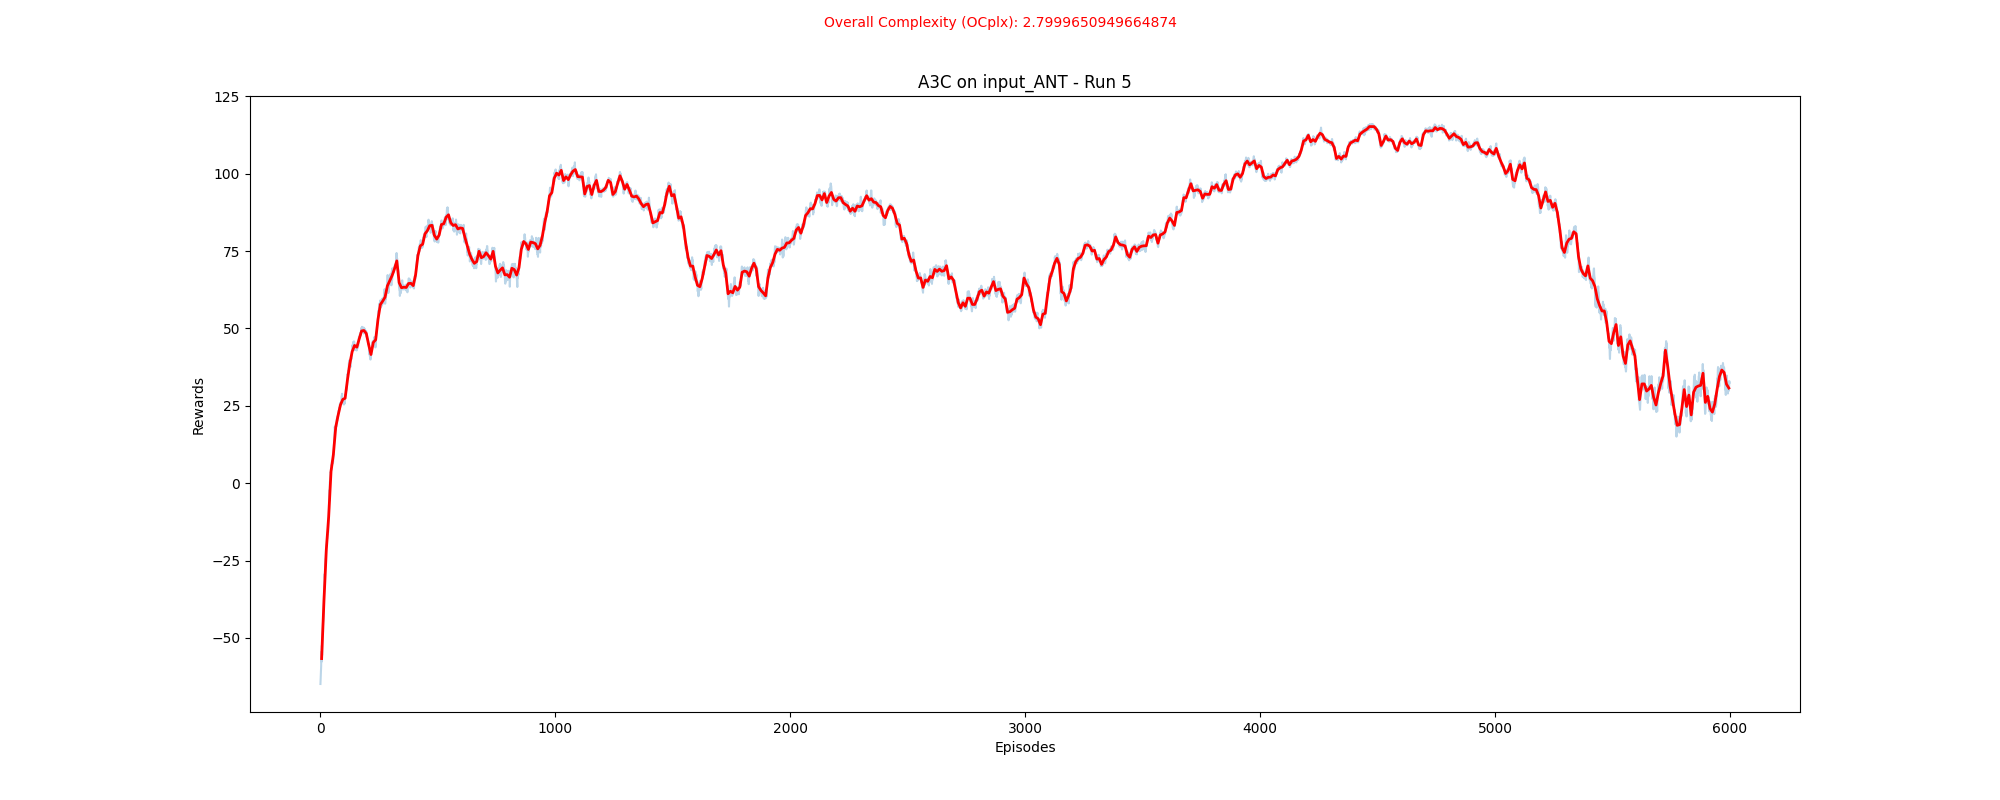 Overall Complexity (OCplx): 2.7999650949664874
A3C on input_ANT - Run 5
125
100
75
50
25
0
−25
−50
Rewards
0 1000 2000 3000 4000 5000 6000
Episodes